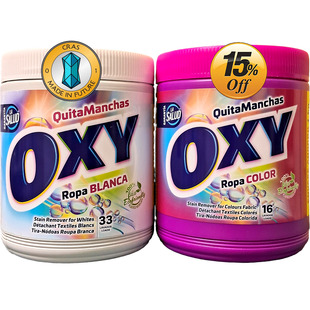 CRAS
MADE IN FUTURE
QuitaManchas
OXY
Ropa BLANCA
Stain Remover for Whites
Detachant Textiles Blancs
Tira-Nódoas Roupa Branca
33
15%
Off
QuitaManchas
OXY
Ropa COLOR
Stain Remover for Colours Fabric
Detachant Textiles Colores
Tira-Nódoas Roupa Colorida
16